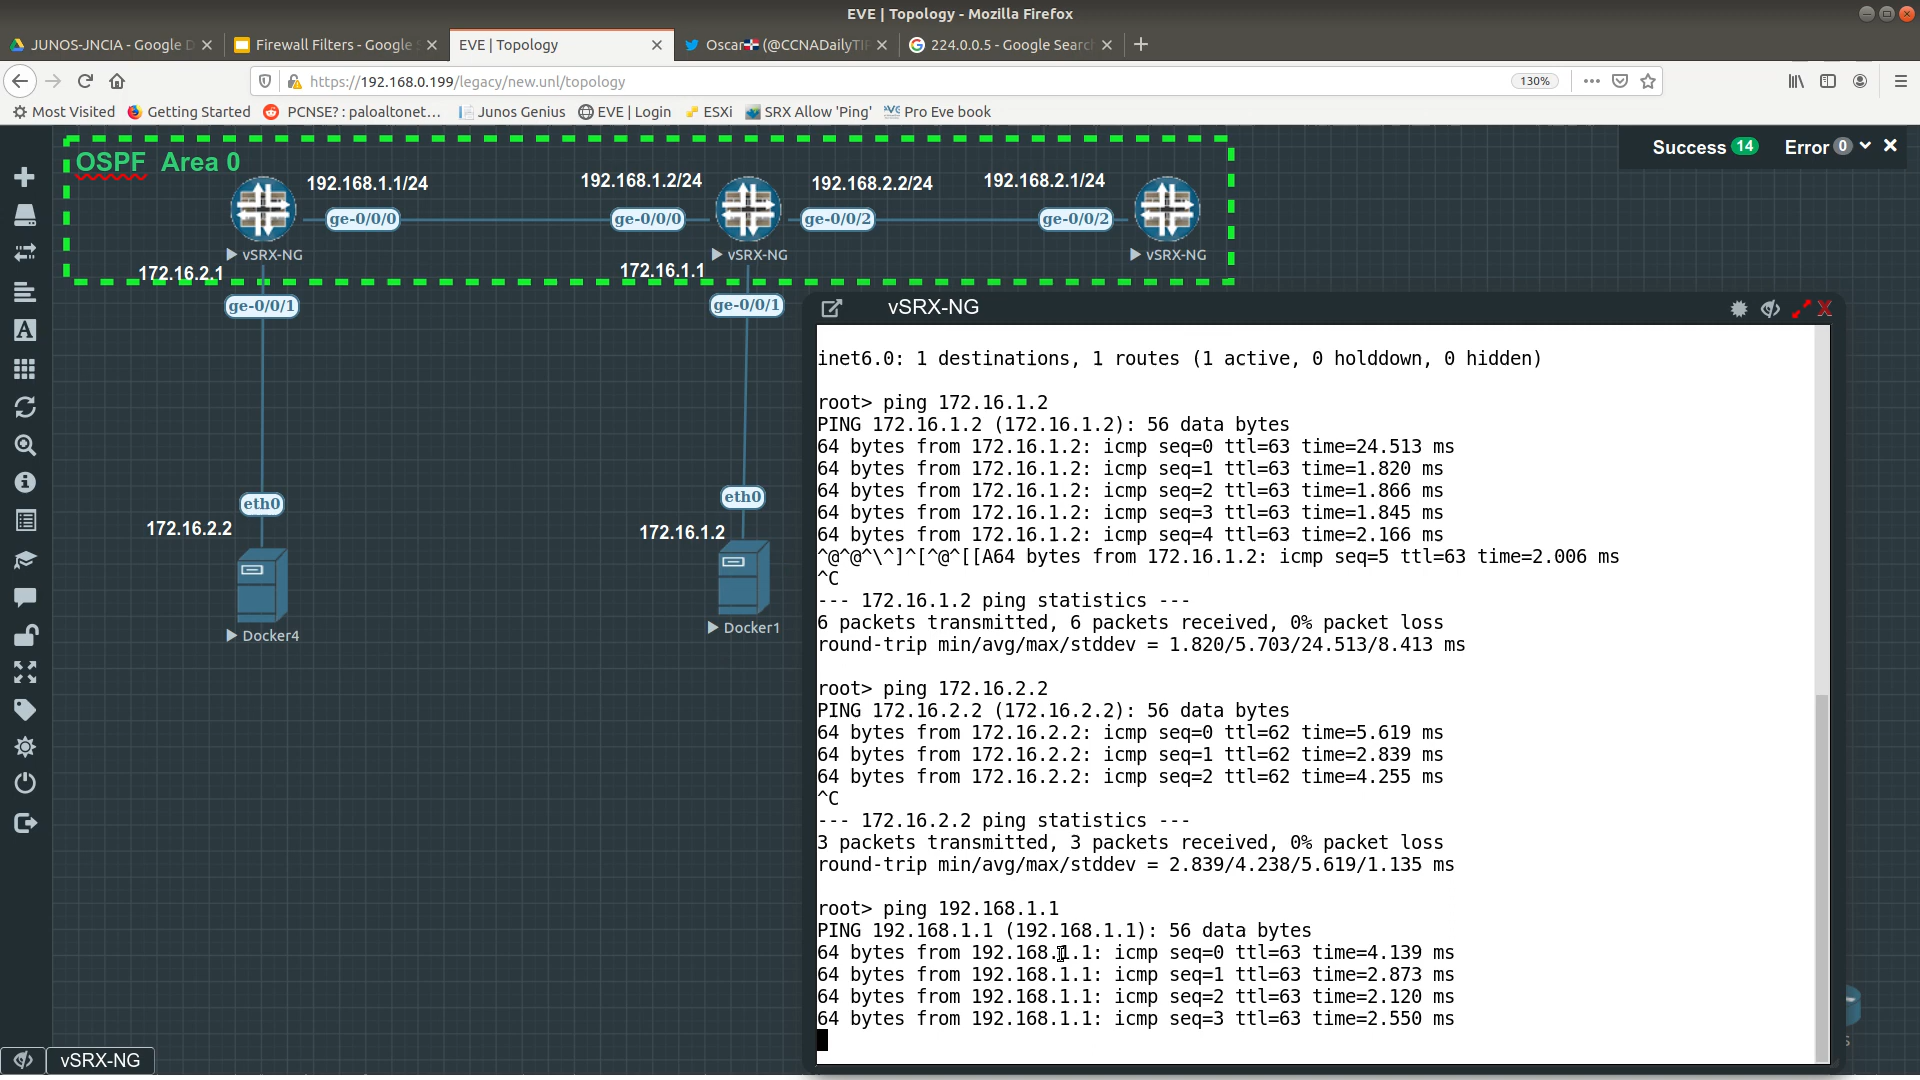 EVE | Topology - Mozilla Firefox
JUNOS-JNCIA - Google D
Firewall Filters - Google S
EVE | Topology
Oscar (@CCNADailyTIP
224.0.0.5 - Google Search
https://192.168.0.199/legacy/new.unl/topology
130%
Most Visited
Getting Started
PCNSE? : paloaltonet...
Junos Genius
EVE | Login
ESXi
SRX Allow 'Ping'
Pro Eve book
OSPF Area 0
Success 14
Error 0
192.168.1.1/24
192.168.1.2/24
192.168.2.2/24
192.168.2.1/24
ge-0/0/0
ge-0/0/0
ge-0/0/2
ge-0/0/2
vSRX-NG
vSRX-NG
vSRX-NG
172.16.2.1
172.16.1.1
ge-0/0/1
ge-0/0/1
eth0
eth0
172.16.2.2
172.16.1.2
Docker4
Docker1
vSRX-NG
inet6.0: 1 destinations, 1 routes (1 active, 0 holddown, 0 hidden)
root> ping 172.16.1.2
PING 172.16.1.2 (172.16.1.2): 56 data bytes
64 bytes from 172.16.1.2: icmp seq=0 ttl=63 time=24.513 ms
64 bytes from 172.16.1.2: icmp seq=1 ttl=63 time=1.820 ms
64 bytes from 172.16.1.2: icmp seq=2 ttl=63 time=1.866 ms
64 bytes from 172.16.1.2: icmp seq=3 ttl=63 time=1.845 ms
64 bytes from 172.16.1.2: icmp seq=4 ttl=63 time=2.166 ms
^@^@^\^]^[^@^[[A64 bytes from 172.16.1.2: icmp seq=5 ttl=63 time=2.006 ms
^C
--- 172.16.1.2 ping statistics ---
6 packets transmitted, 6 packets received, 0% packet loss
round-trip min/avg/max/stddev = 1.820/5.703/24.513/8.413 ms
root> ping 172.16.2.2
PING 172.16.2.2 (172.16.2.2): 56 data bytes
64 bytes from 172.16.2.2: icmp seq=0 ttl=62 time=5.619 ms
64 bytes from 172.16.2.2: icmp seq=1 ttl=62 time=2.839 ms
64 bytes from 172.16.2.2: icmp seq=2 ttl=62 time=4.255 ms
^C
--- 172.16.2.2 ping statistics ---
3 packets transmitted, 3 packets received, 0% packet loss
round-trip min/avg/max/stddev = 2.839/4.238/5.619/1.135 ms
root> ping 192.168.1.1
PING 192.168.1.1 (192.168.1.1): 56 data bytes
64 bytes from 192.168.1.1: icmp seq=0 ttl=63 time=4.139 ms
64 bytes from 192.168.1.1: icmp seq=1 ttl=63 time=2.873 ms
64 bytes from 192.168.1.1: icmp seq=2 ttl=63 time=2.120 ms
64 bytes from 192.168.1.1: icmp seq=3 ttl=63 time=2.550 ms
vSRX-NG